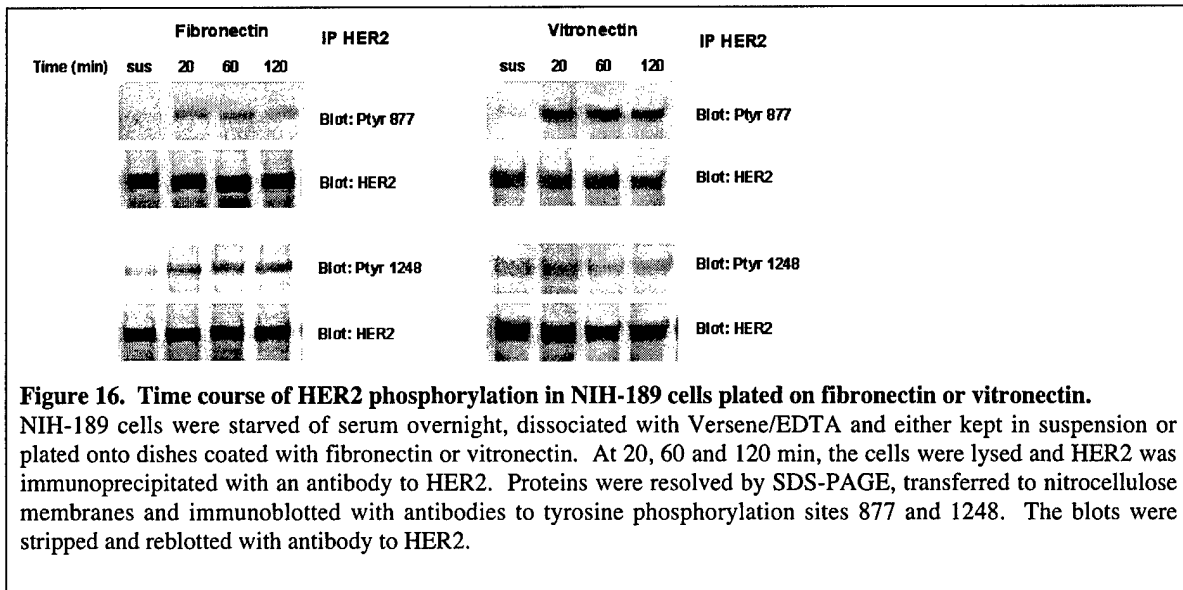 Fibronectin IP HER2 Vitronectin IP HER2
Time (min) sus 20 60 120 sus 20 60 120
Blot: Ptyr 877 Blot: Ptyr 877
Blot: HER2 Blot: HER2
Blot: Ptyr 1248 Blot: Ptyr 1248
Blot: HER2 Blot: HER2
Figure 16. Time course of HER2 phosphorylation in NIH-189 cells plated on fibronectin or vitronectin.
NIH-189 cells were starved of serum overnight, dissociated with Versene/EDTA and either kept in suspension or
plated onto dishes coated with fibronectin or vitronectin. At 20, 60 and 120 min, the cells were lysed and HER2 was
immunoprecipitated with an antibody to HER2. Proteins were resolved by SDS-PAGE, transferred to nitrocellulose
membranes and immunoblotted with antibodies to tyrosine phosphorylation sites 877 and 1248. The blots were
stripped and reblotted with antibody to HER2.